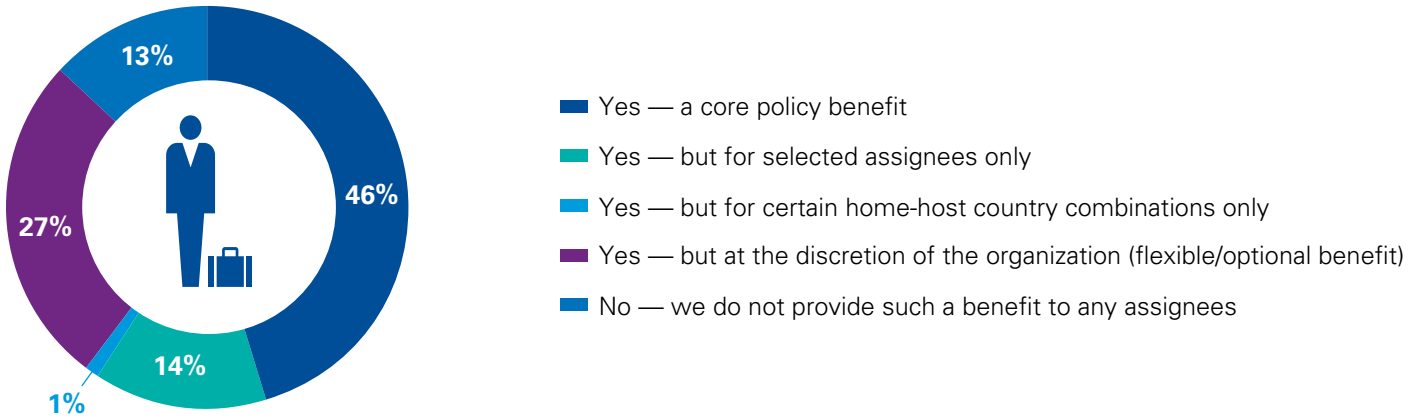 13%
46%
27%
14%
1%
Yes — a core policy benefit
Yes — but for selected assignees only
Yes — but for certain home-host country combinations only
Yes — but at the discretion of the organization (flexible/optional benefit)
No — we do not provide such a benefit to any assignees